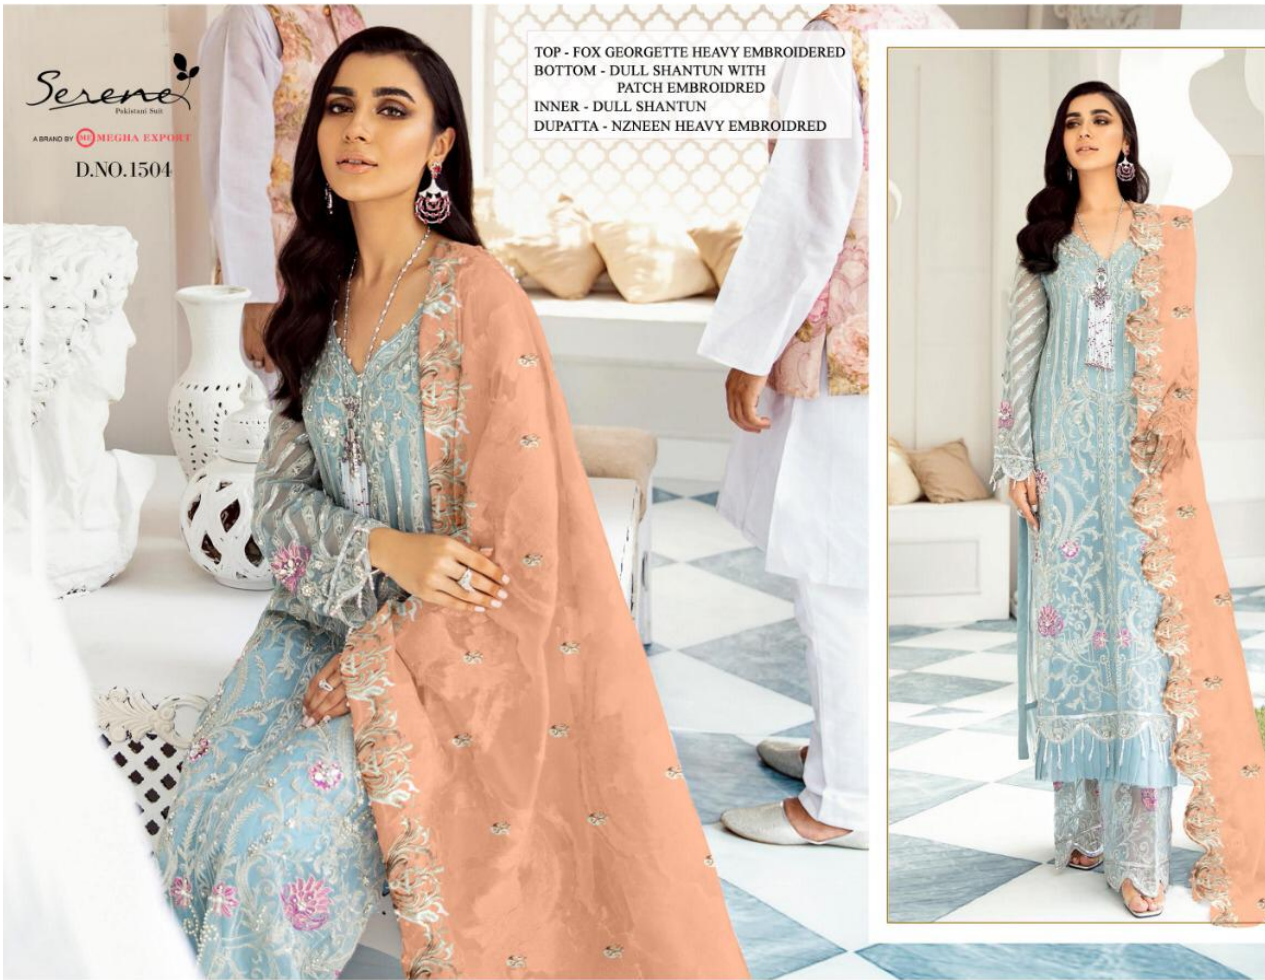 Serene
Pakistani Suit
A BRAND BY ME MEGHA EXPORT
D.NO.1504
TOP - FOX GEORGETTE HEAVY EMBROIDERED
BOTTOM - DULL SHANTUN WITH
PATCH EMBROIDRED
INNER - DULL SHANTUN
DUPATTA - NZNEEN HEAVY EMBROIDRED